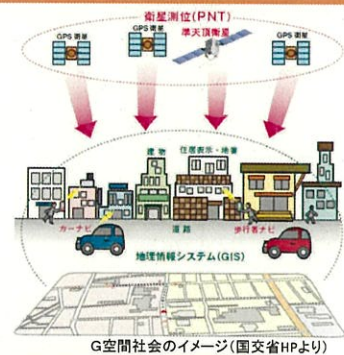 衛星測位(PNT)
GPS衛星
GPS衛星
準天頂衛星
GPS衛星
建物
住居表示・地番
カーナビ
道路
歩行者ナビ
地理情報システム(GIS)
G空間社会のイメージ(国交省HPより)